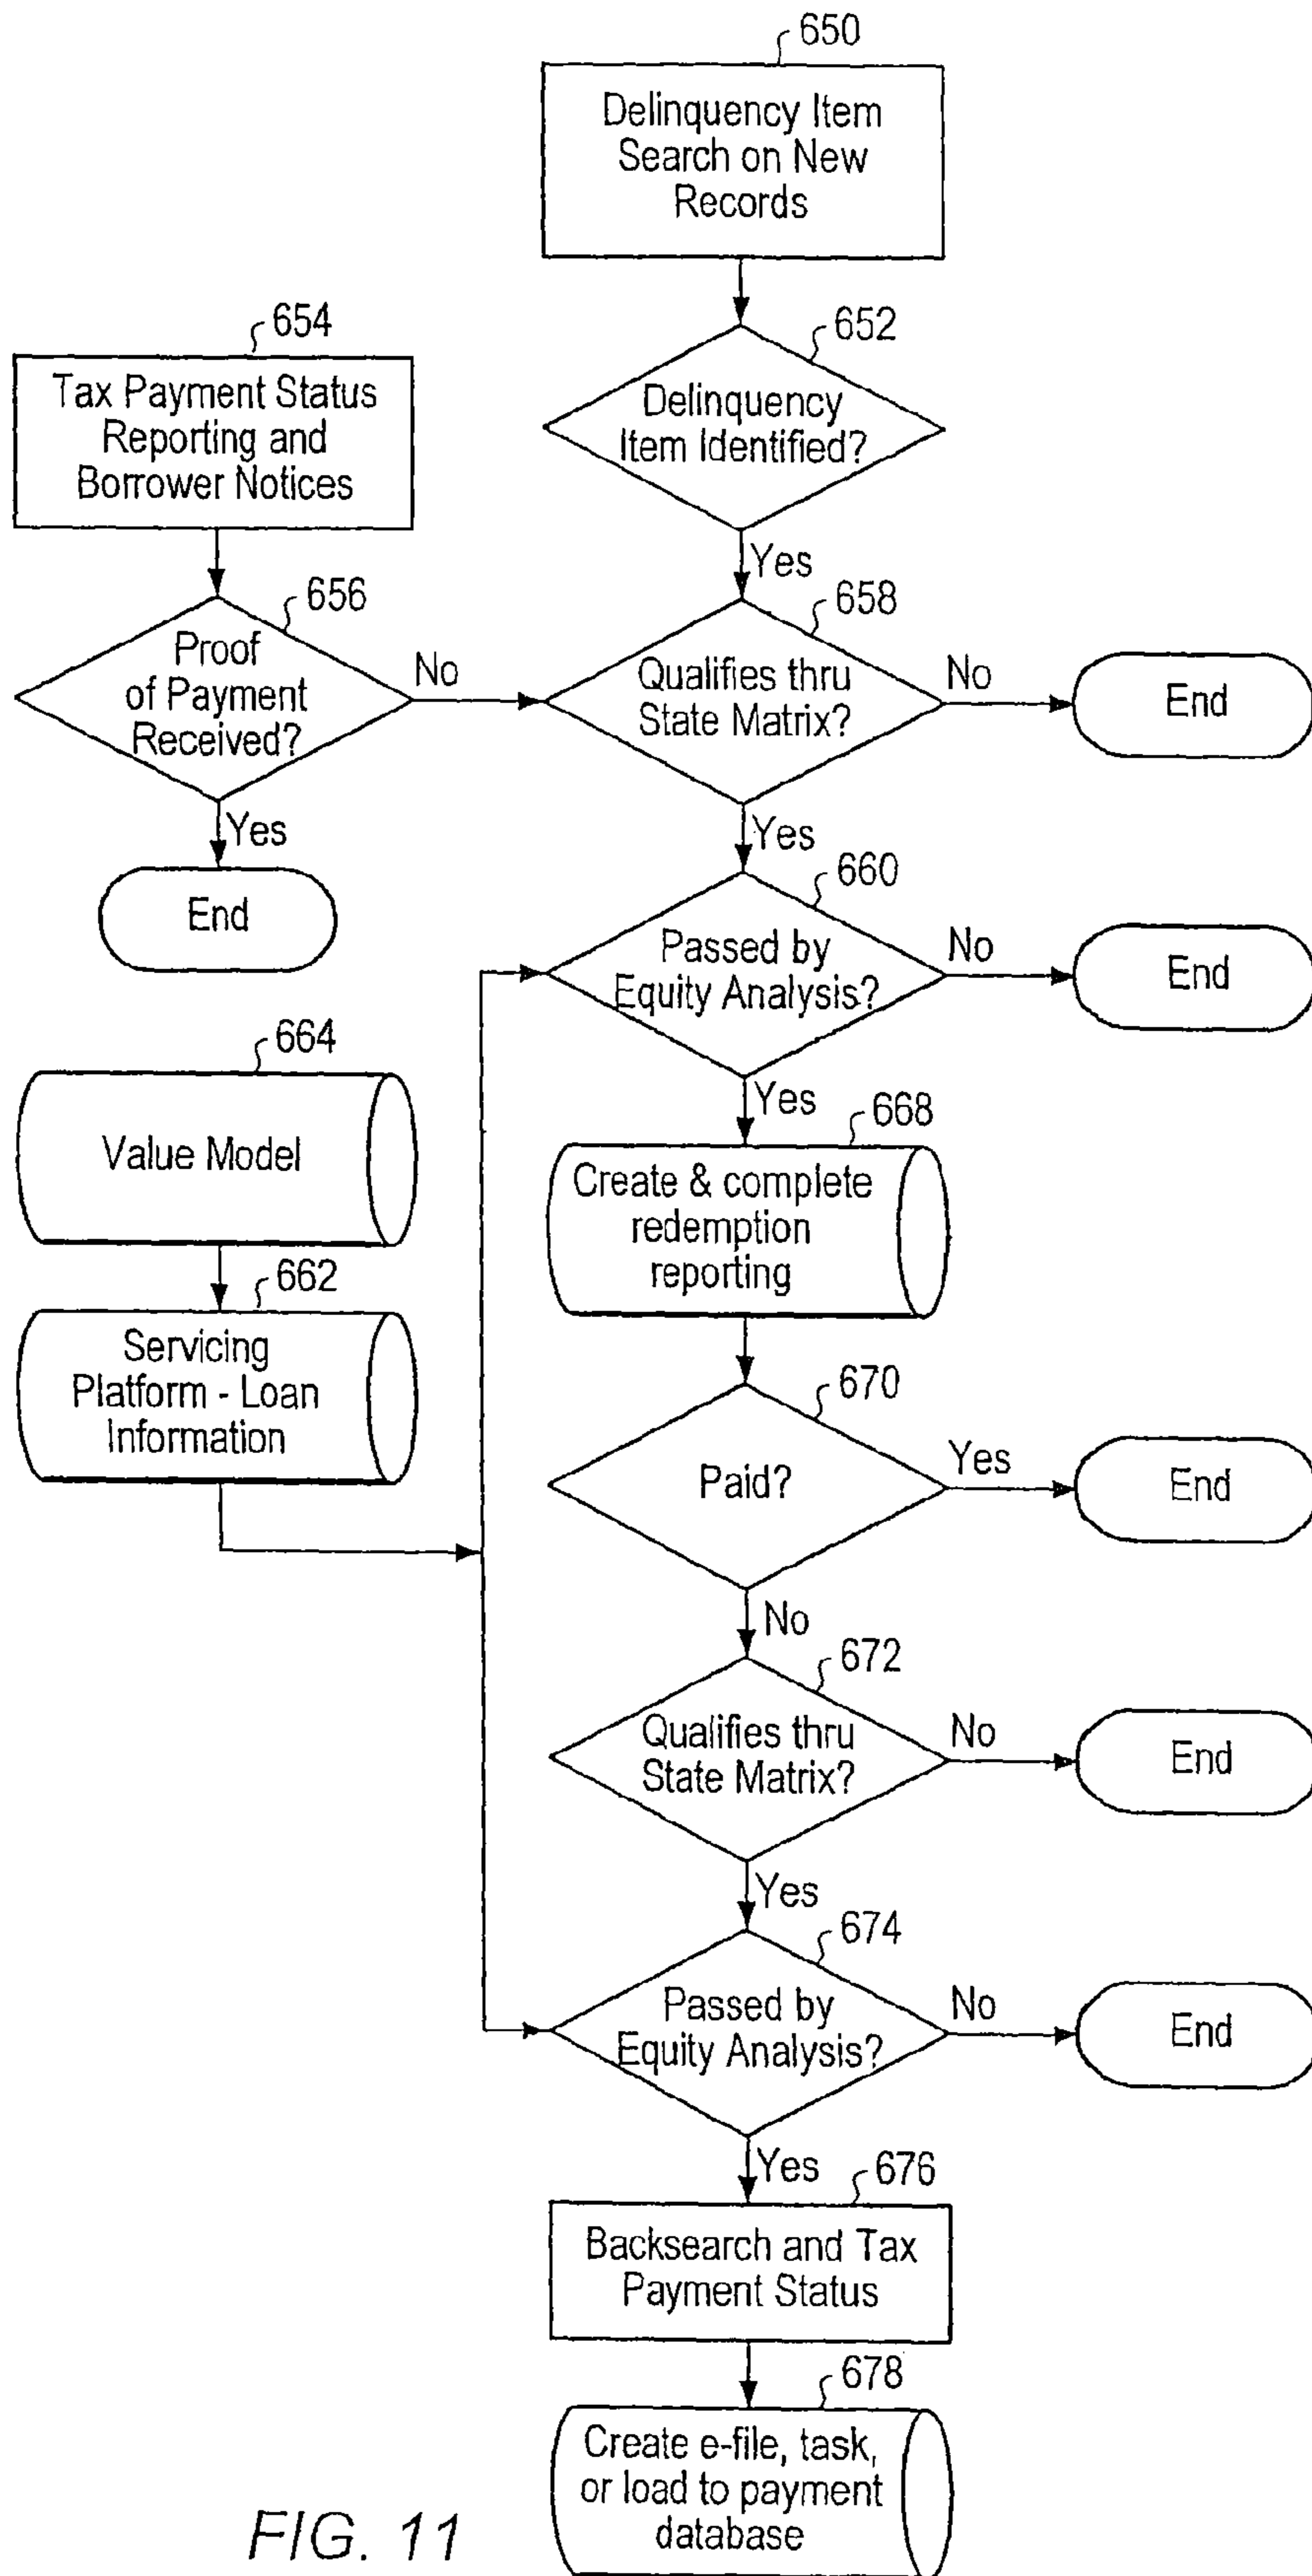 650
Delinquency Item
Search on New
Records
652
Delinquency
Item Identified?
Yes
654
Tax Payment Status
Reporting and
Borrower Notices
656
Proof
of Payment
Received?
No
Yes
End
658
Qualifies thru
State Matrix?
No
End
Yes
660
Passed by
Equity Analysis?
No
End
Yes
664
Value Model
662
Servicing
Platform - Loan
Information
668
Create & complete
redemption
reporting
670
Paid?
Yes
End
No
672
Qualifies thru
State Matrix?
No
End
Yes
674
Passed by
Equity Analysis?
No
End
Yes
676
Backsearch and Tax
Payment Status
678
Create e-file, task,
or load to payment
database
FIG. 11